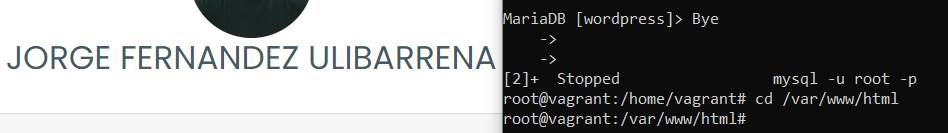 JORGE FERNANDEZ ULIBARRENA
MariaDB [wordpress]> Bye
    ->
    ->
[2]+  Stopped                 mysql -u root -p
root@vagrant:/home/vagrant# cd /var/www/html
root@vagrant:/var/www/html#